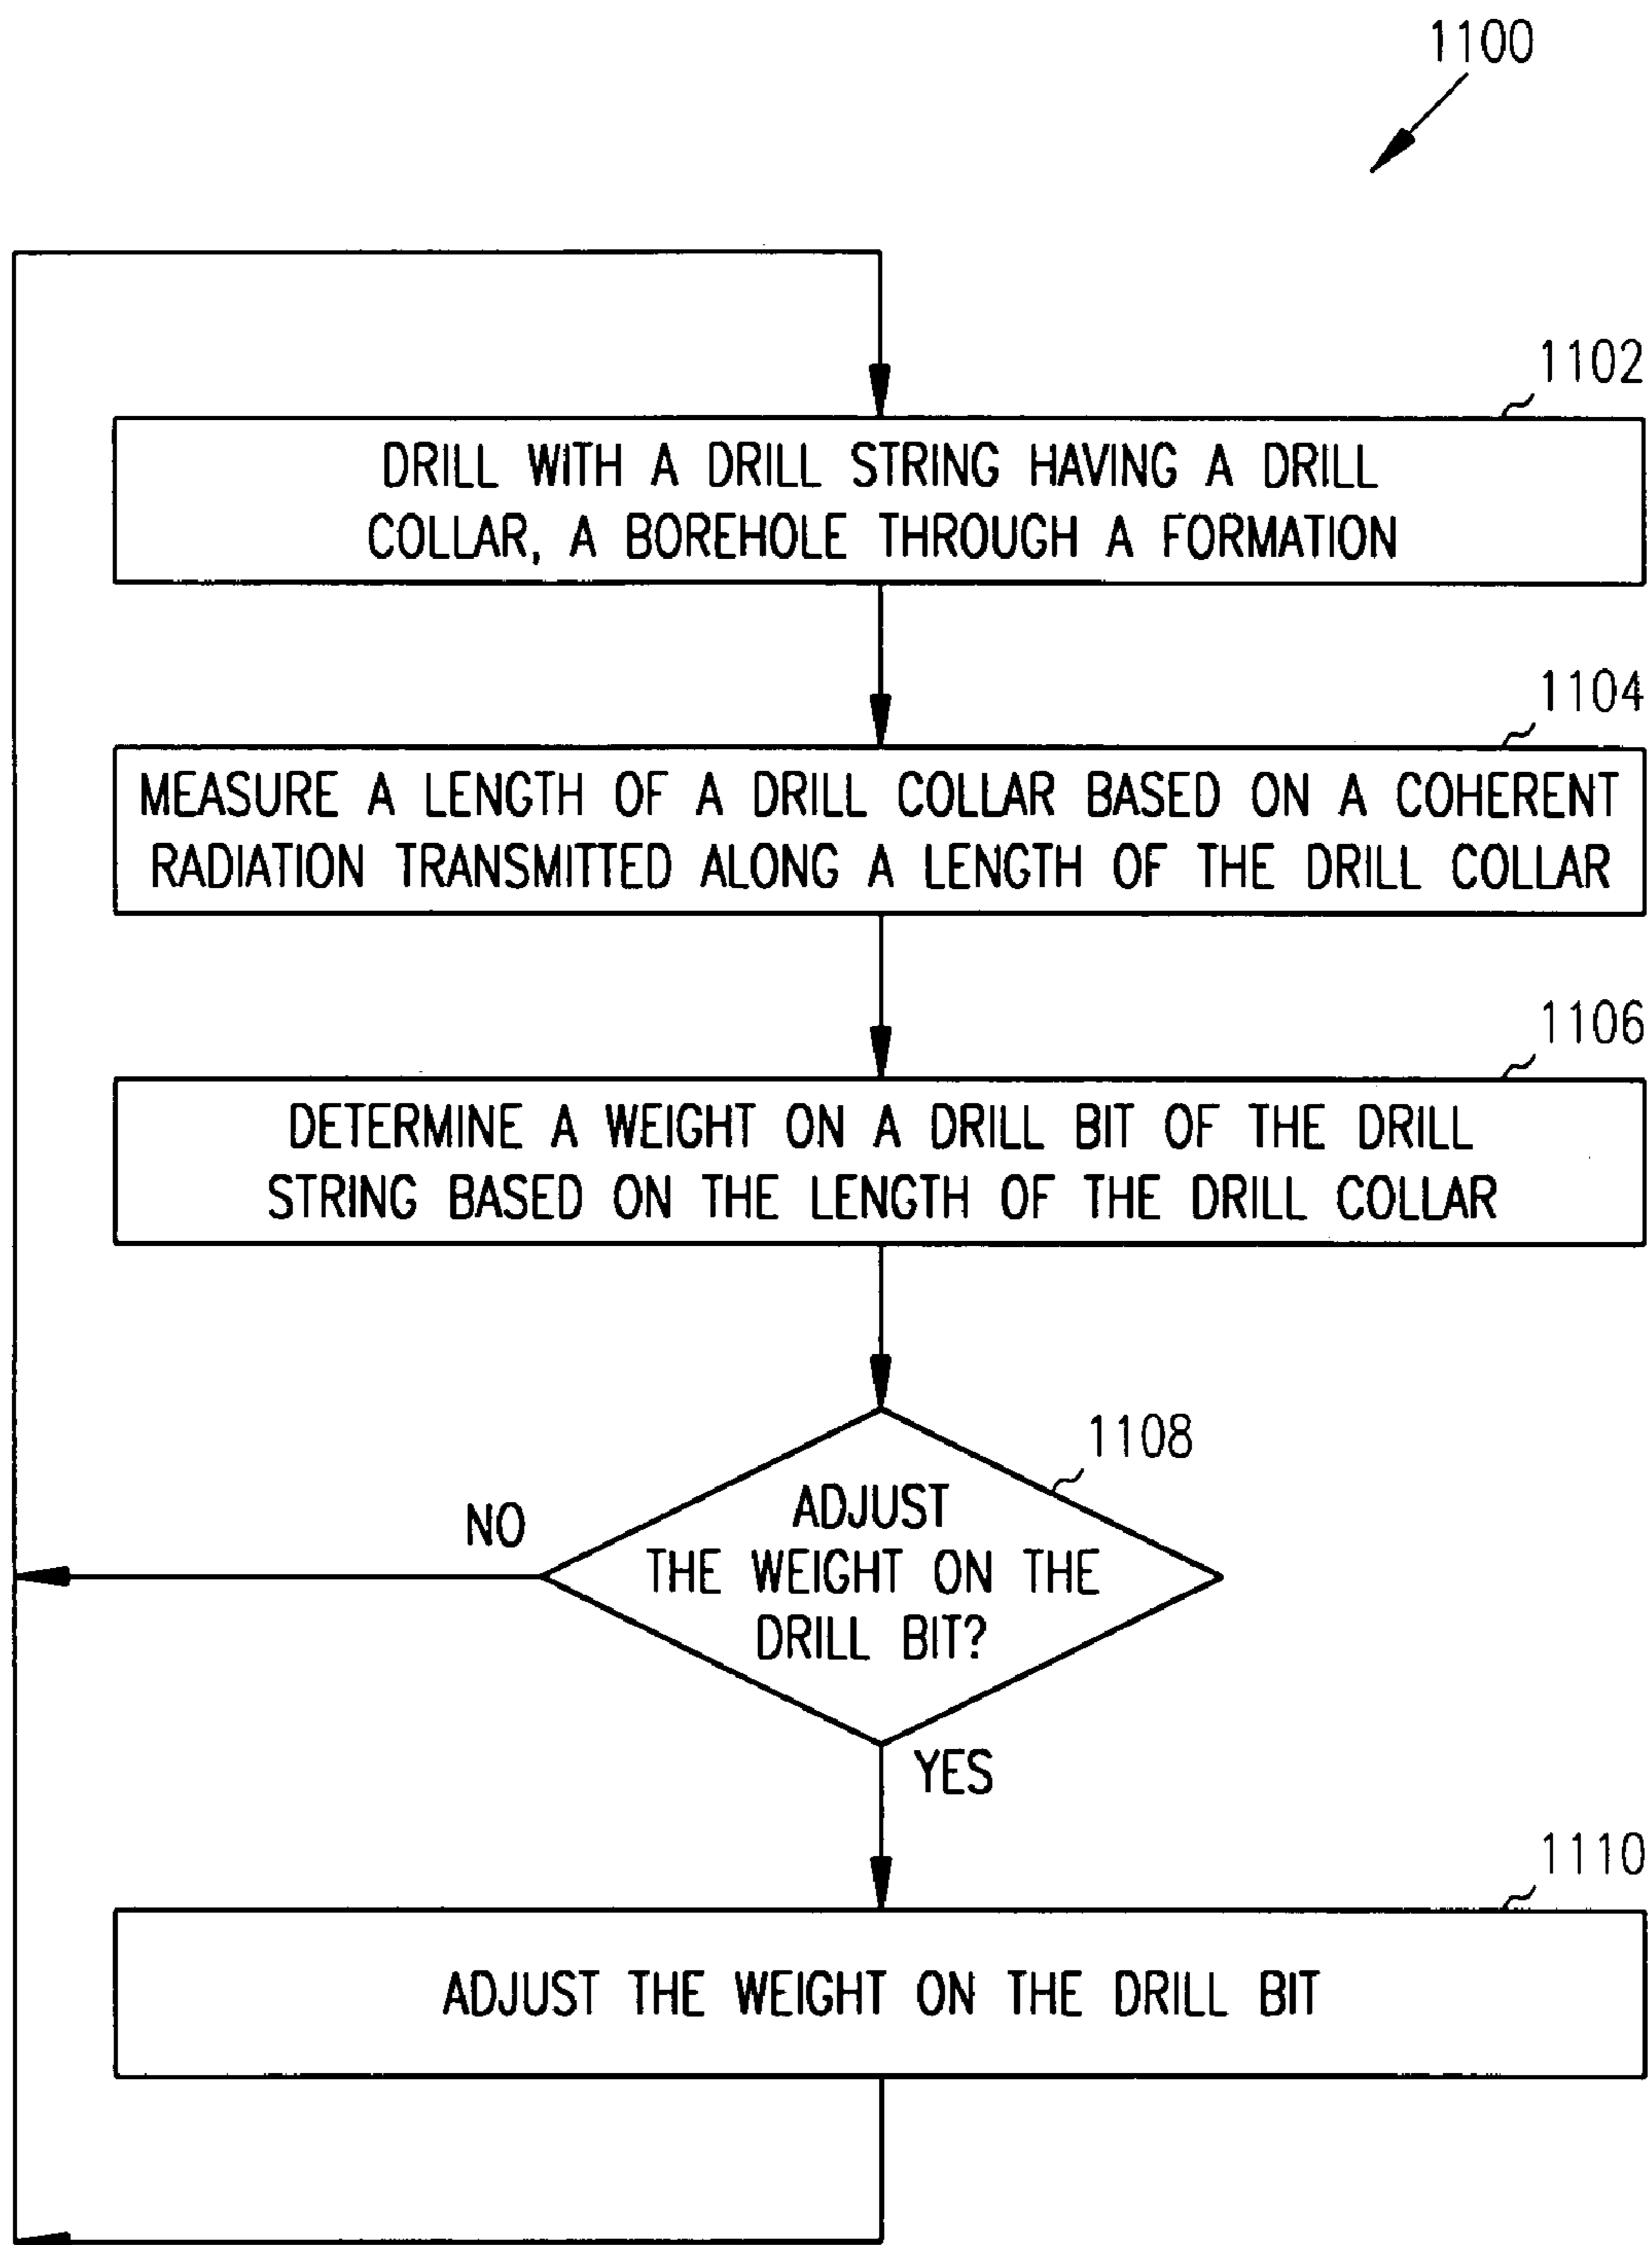 1100
1102
DRILL WITH A DRILL STRING HAVING A DRILL
COLLAR, A BOREHOLE THROUGH A FORMATION
1104
MEASURE A LENGTH OF A DRILL COLLAR BASED ON A COHERENT
RADIATION TRANSMITTED ALONG A LENGTH OF THE DRILL COLLAR
1106
DETERMINE A WEIGHT ON A DRILL BIT OF THE DRILL
STRING BASED ON THE LENGTH OF THE DRILL COLLAR
1108
ADJUST
THE WEIGHT ON THE
DRILL BIT?
NO
YES
1110
ADJUST THE WEIGHT ON THE DRILL BIT